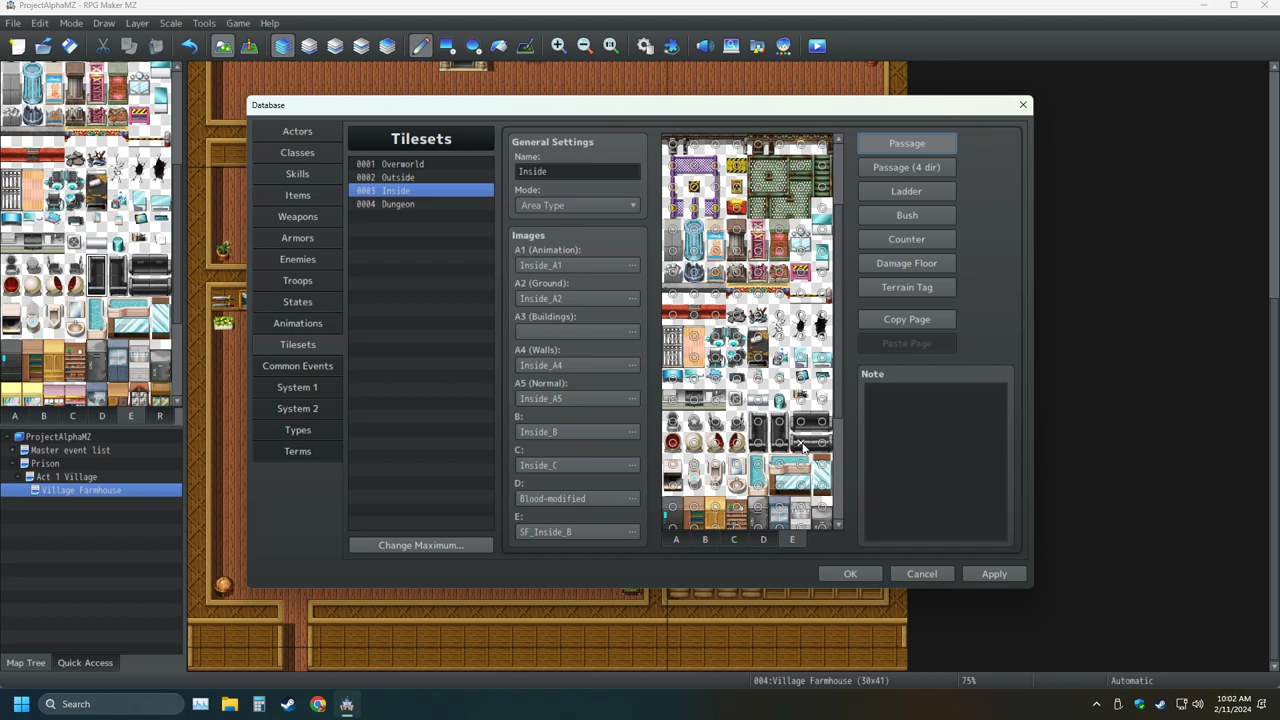 ProjectAlphaMZ - RPG Maker MZ
File Edit Mode Draw Layer Scale Tools Game Help
Database
Actors
Classes
Skills
Items
Weapons
Armors
Enemies
Troops
States
Animations
Tilesets
Common Events
System 1
System 2
Types
Terms
Tilesets
0001 Overworld
0002 Outside
0003 Inside
0004 Dungeon
Change Maximum...
General Settings
Name:
Inside
Mode:
Area Type
Images
A1 (Animation):
Inside_A1
A2 (Ground):
Inside_A2
A3 (Buildings):
A4 (Walls):
Inside_A4
A5 (Normal):
Inside_A5
B:
Inside_B
C:
Inside_C
D:
Blood-modified
E:
SF_Inside_B
A B C D E
Passage
Passage (4 dir)
Ladder
Bush
Counter
Damage Floor
Terrain Tag
Copy Page
Paste Page
Note
OK Cancel Apply
A B C D E R
ProjectAlphaMZ
Master event list
Prison
Act 1 Village
Village Farmhouse
Map Tree Quick Access
004:Village Farmhouse (30x41) 75% Automatic
Search
10:02 AM
2/11/2024